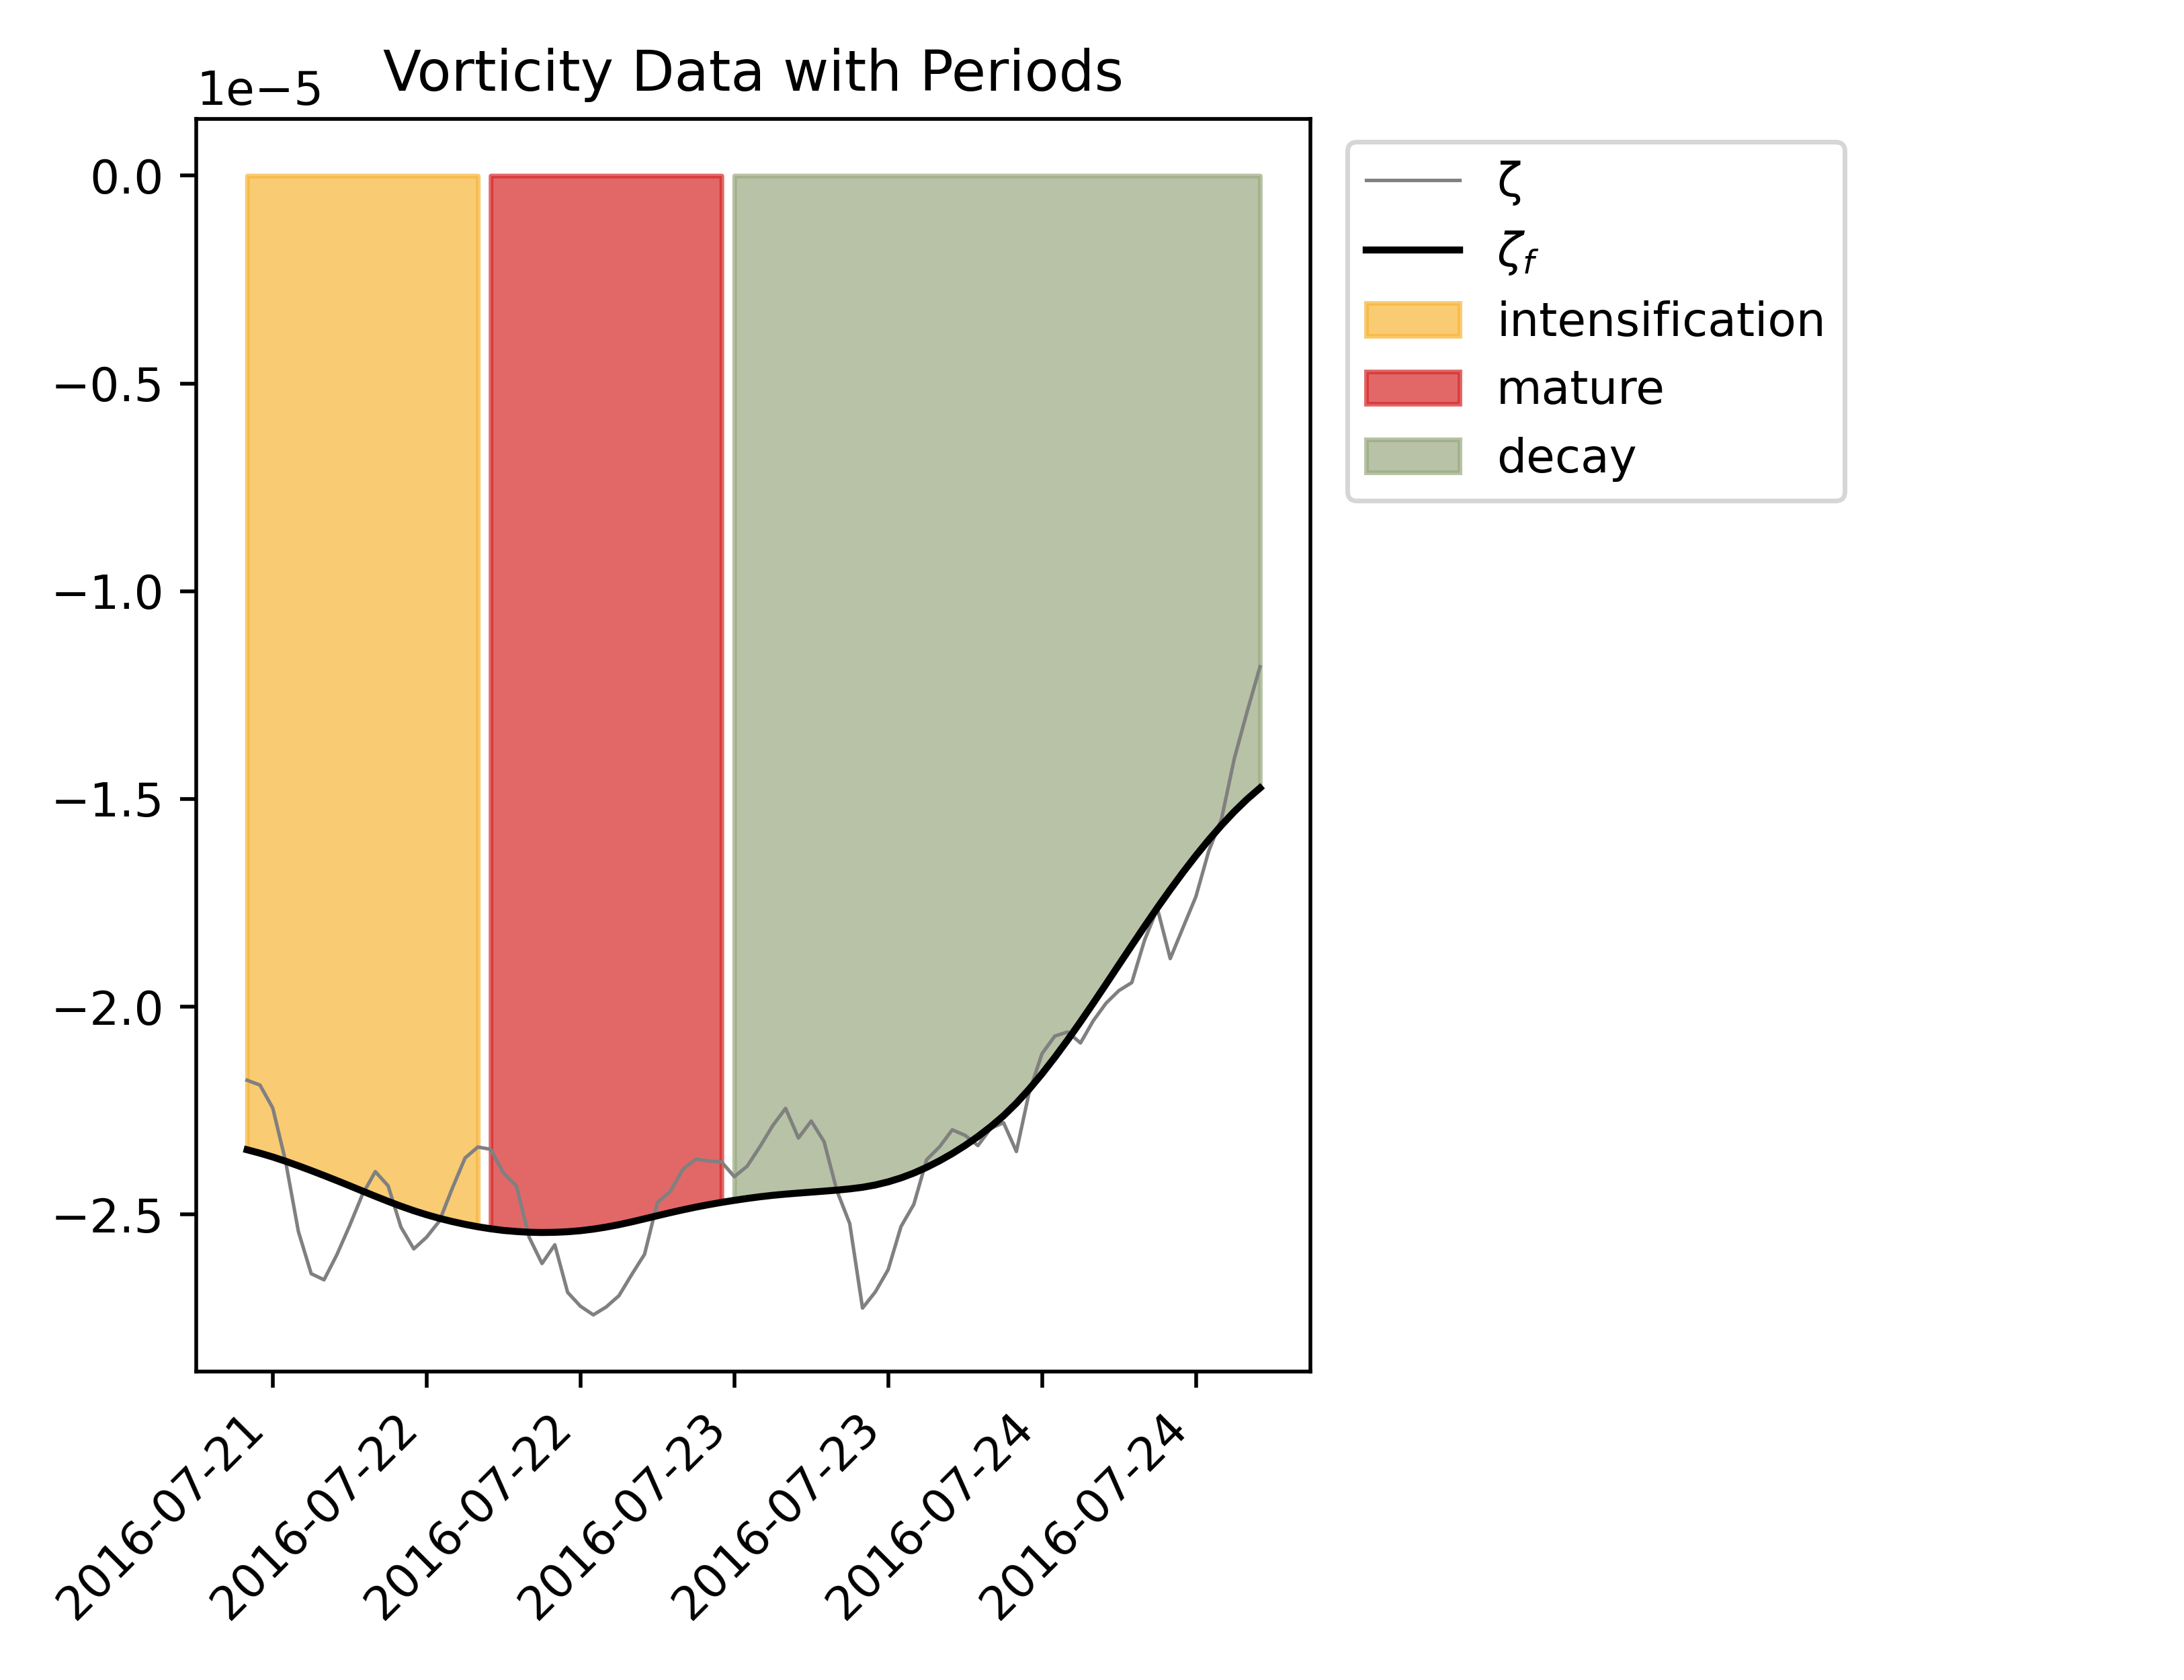 Vorticity Data with Periods
1e−5
0.0
−0.5
−1.0
−1.5
−2.0
−2.5
2016-07-21
2016-07-22
2016-07-22
2016-07-23
2016-07-23
2016-07-24
2016-07-24
ζ
ζf
intensification
mature
decay